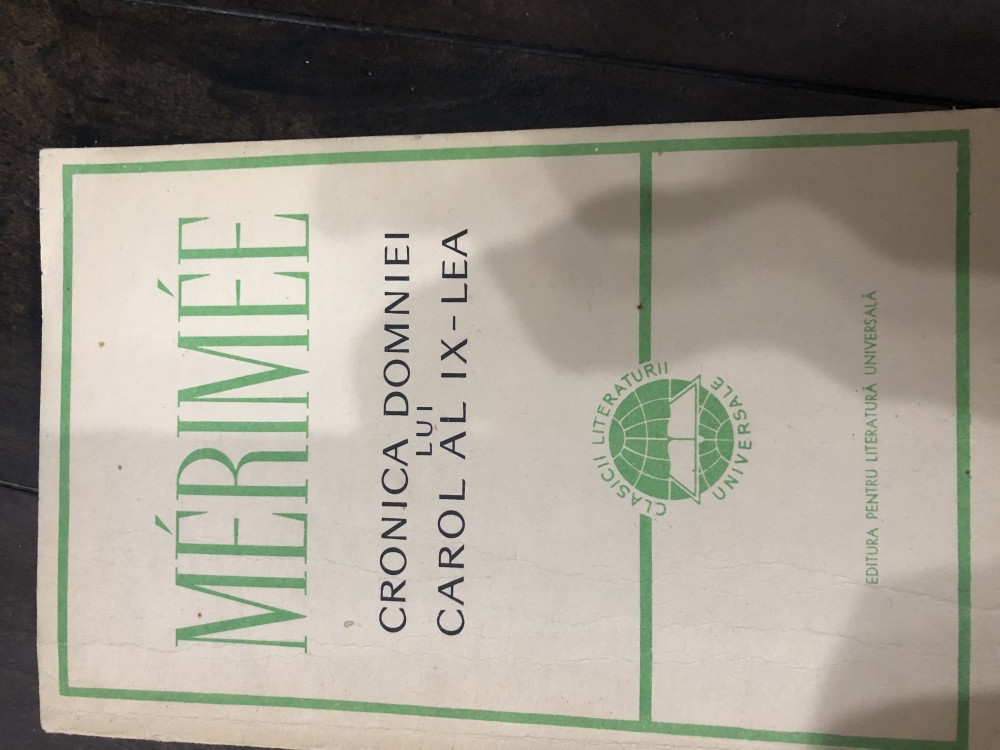 MÉRIMÉE
CRONICA DOMNIEI
LUI
CAROL AL IX-LEA
CLASICII LITERATURII
UNIVERSALE
EDITURA PENTRU LITERATURĂ UNIVERSALĂ